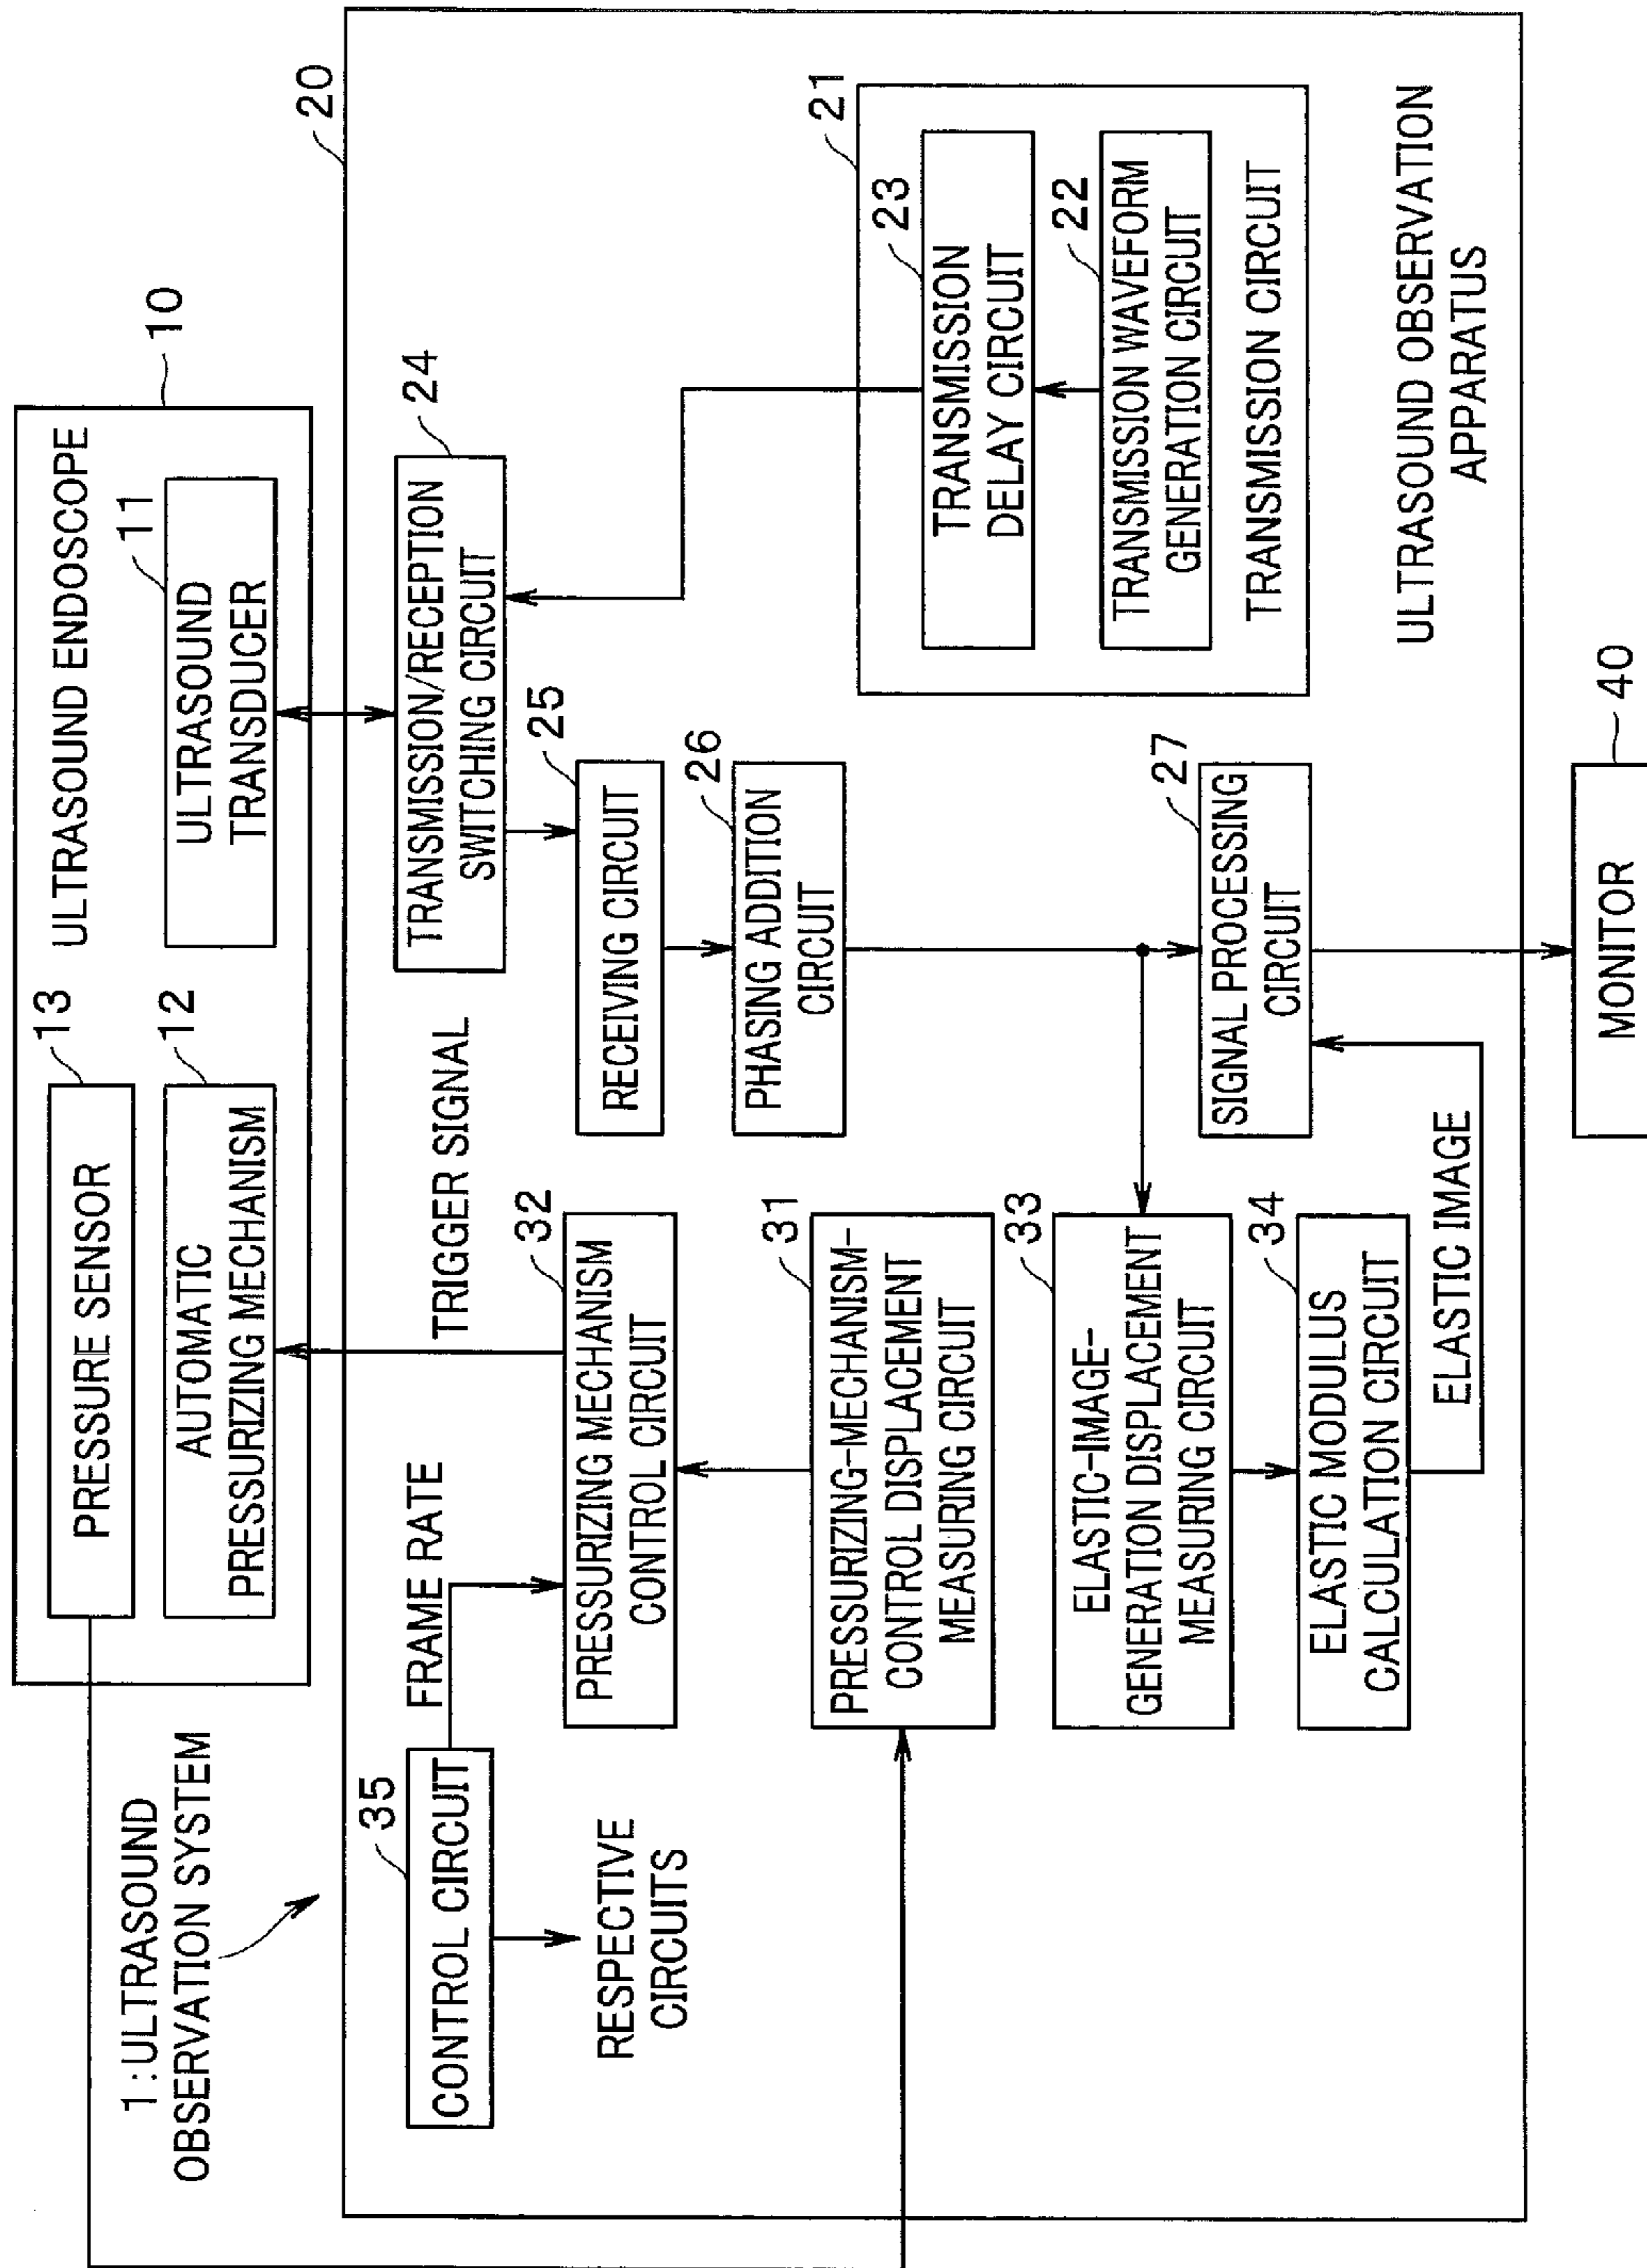 1:ULTRASOUND
OBSERVATION SYSTEM
10
ULTRASOUND ENDOSCOPE
13
PRESSURE SENSOR
12
AUTOMATIC
PRESSURIZING MECHANISM
11
ULTRASOUND
TRANSDUCER
20
35
CONTROL CIRCUIT
FRAME RATE
RESPECTIVE
CIRCUITS
TRIGGER SIGNAL
32
PRESSURIZING MECHANISM
CONTROL CIRCUIT
31
PRESSURIZING-MECHANISM-
CONTROL DISPLACEMENT
MEASURING CIRCUIT
33
ELASTIC-IMAGE-
GENERATION DISPLACEMENT
MEASURING CIRCUIT
34
ELASTIC MODULUS
CALCULATION CIRCUIT
ELASTIC IMAGE
24
TRANSMISSION/RECEPTION
SWITCHING CIRCUIT
25
RECEIVING CIRCUIT
26
PHASING ADDITION
CIRCUIT
27
SIGNAL PROCESSING
CIRCUIT
21
23
TRANSMISSION
DELAY CIRCUIT
22
TRANSMISSION WAVEFORM
GENERATION CIRCUIT
TRANSMISSION CIRCUIT
ULTRASOUND OBSERVATION
APPARATUS
40
MONITOR